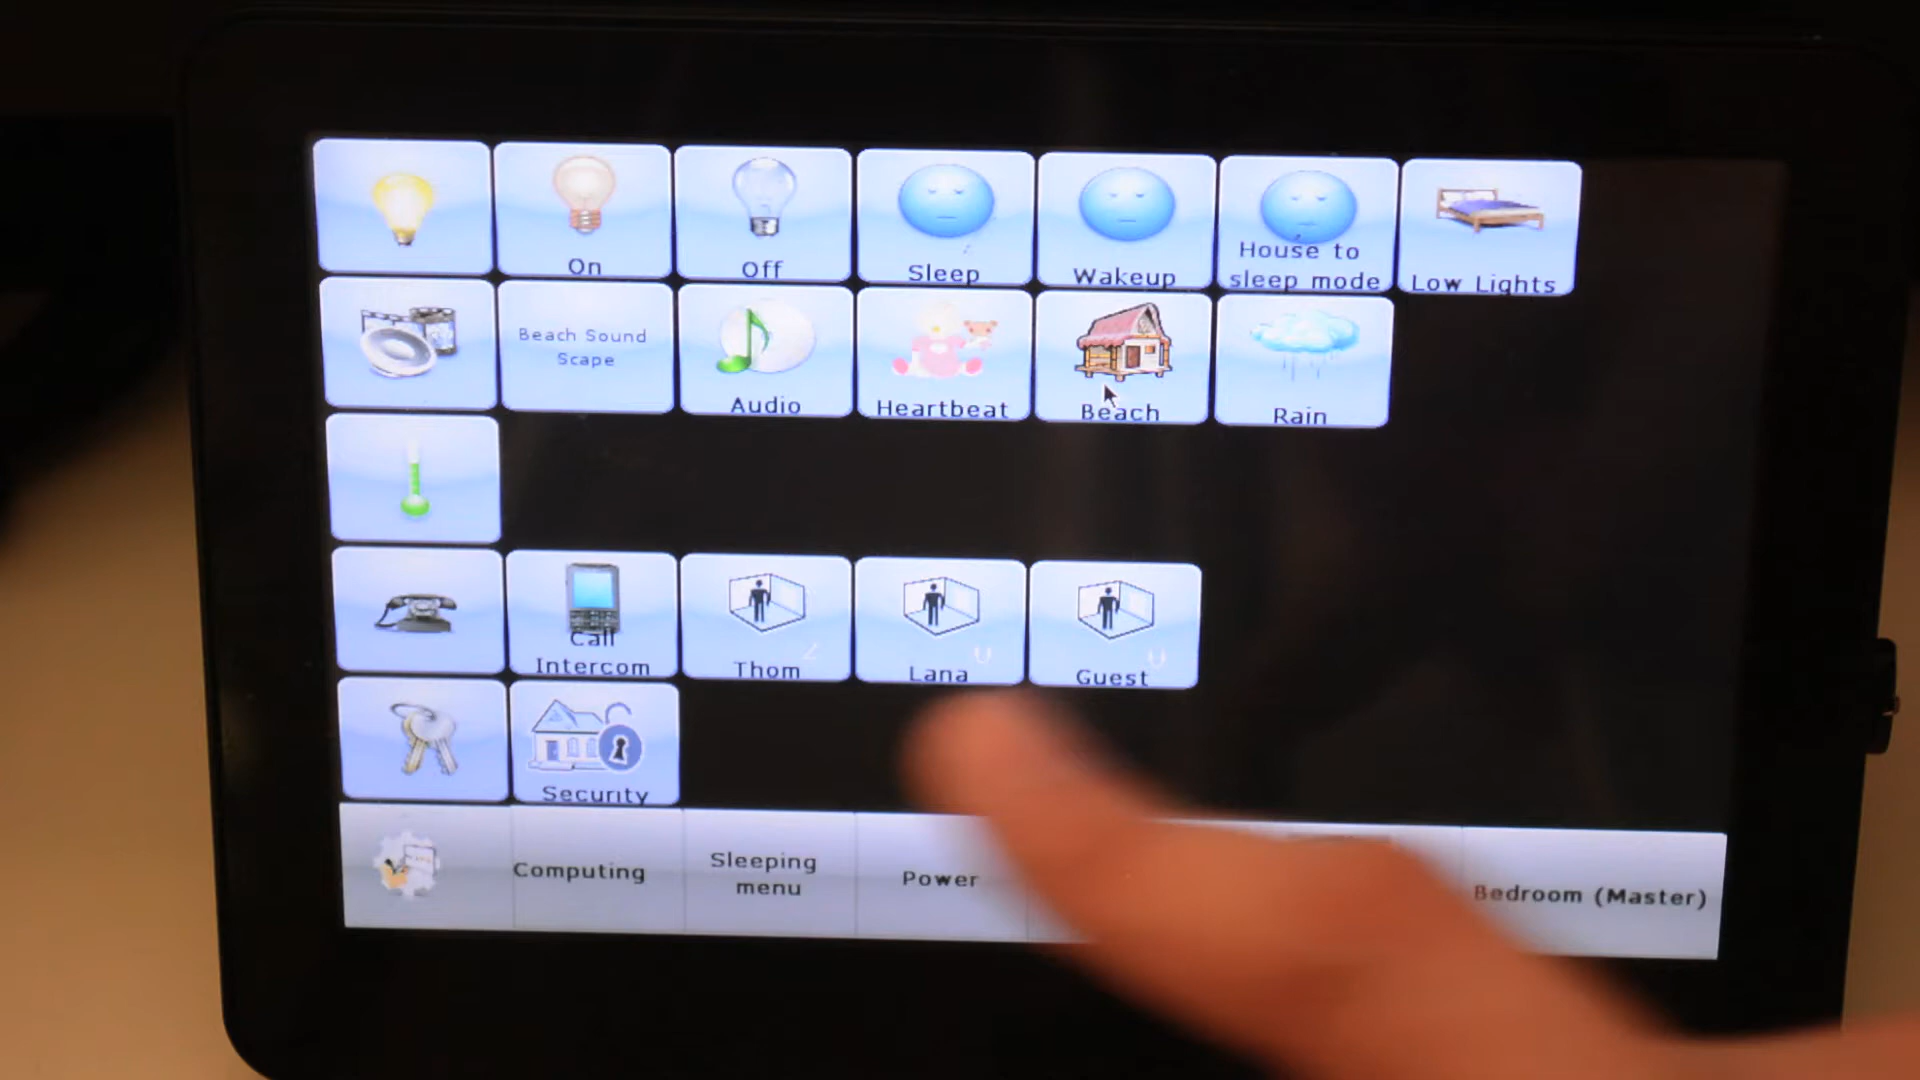 On
Off
Sleep
Wakeup
House to
sleep mode
Low Lights
Beach Sound
Scape
Audio
Heartbeat
Beach
Rain
Call
Intercom
Thom
Lana
Guest
Security
Computing
Sleeping
menu
Power
Bedroom (Master)